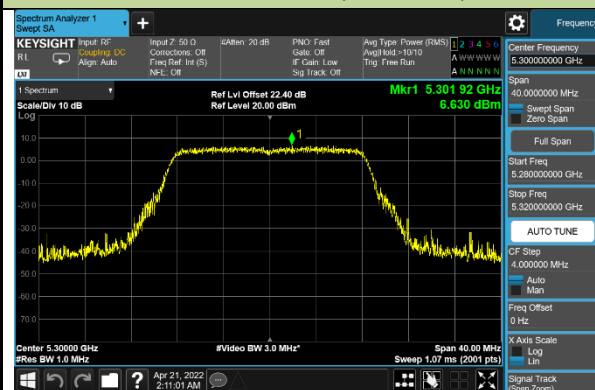 Spectrum Analyzer 1
Swept SA
+
Frequency
KEYSIGHT
RL
LXI
Input: RF
Coupling: DC
Align: Auto
Input Z: 50 Ω
Corrections: Off
Freq Ref: Int (S)
NFE: Off
#Atten: 20 dB
PNO: Fast
Gate: Off
IF Gain: Low
Sig Track: Off
Avg Type: Power (RMS)
Avg|Hold:>10/10
Trig: Free Run
1 2 3 4 5 6
A W W W W W
A N N N N N
1 Spectrum
Scale/Div 10 dB
Log
Ref Lvl Offset 22.40 dB
Ref Level 20.00 dBm
Mkr1 5.301 92 GHz
6.630 dBm
1
10.0
0.00
-10.0
-20.0
-30.0
-40.0
-50.0
-60.0
-70.0
Center 5.30000 GHz
#Res BW 1.0 MHz
#Video BW 3.0 MHz*
Span 40.00 MHz
Sweep 1.07 ms (2001 pts)
Center Frequency
5.300000000 GHz
Span
40.0000000 MHz
Swept Span
Zero Span
Full Span
Start Freq
5.280000000 GHz
Stop Freq
5.320000000 GHz
AUTO TUNE
CF Step
4.000000 MHz
Auto
Man
Freq Offset
0 Hz
X Axis Scale
Log
Lin
Signal Track
(Span Zoom)
?
Apr 21, 2022
2:11:01 AM